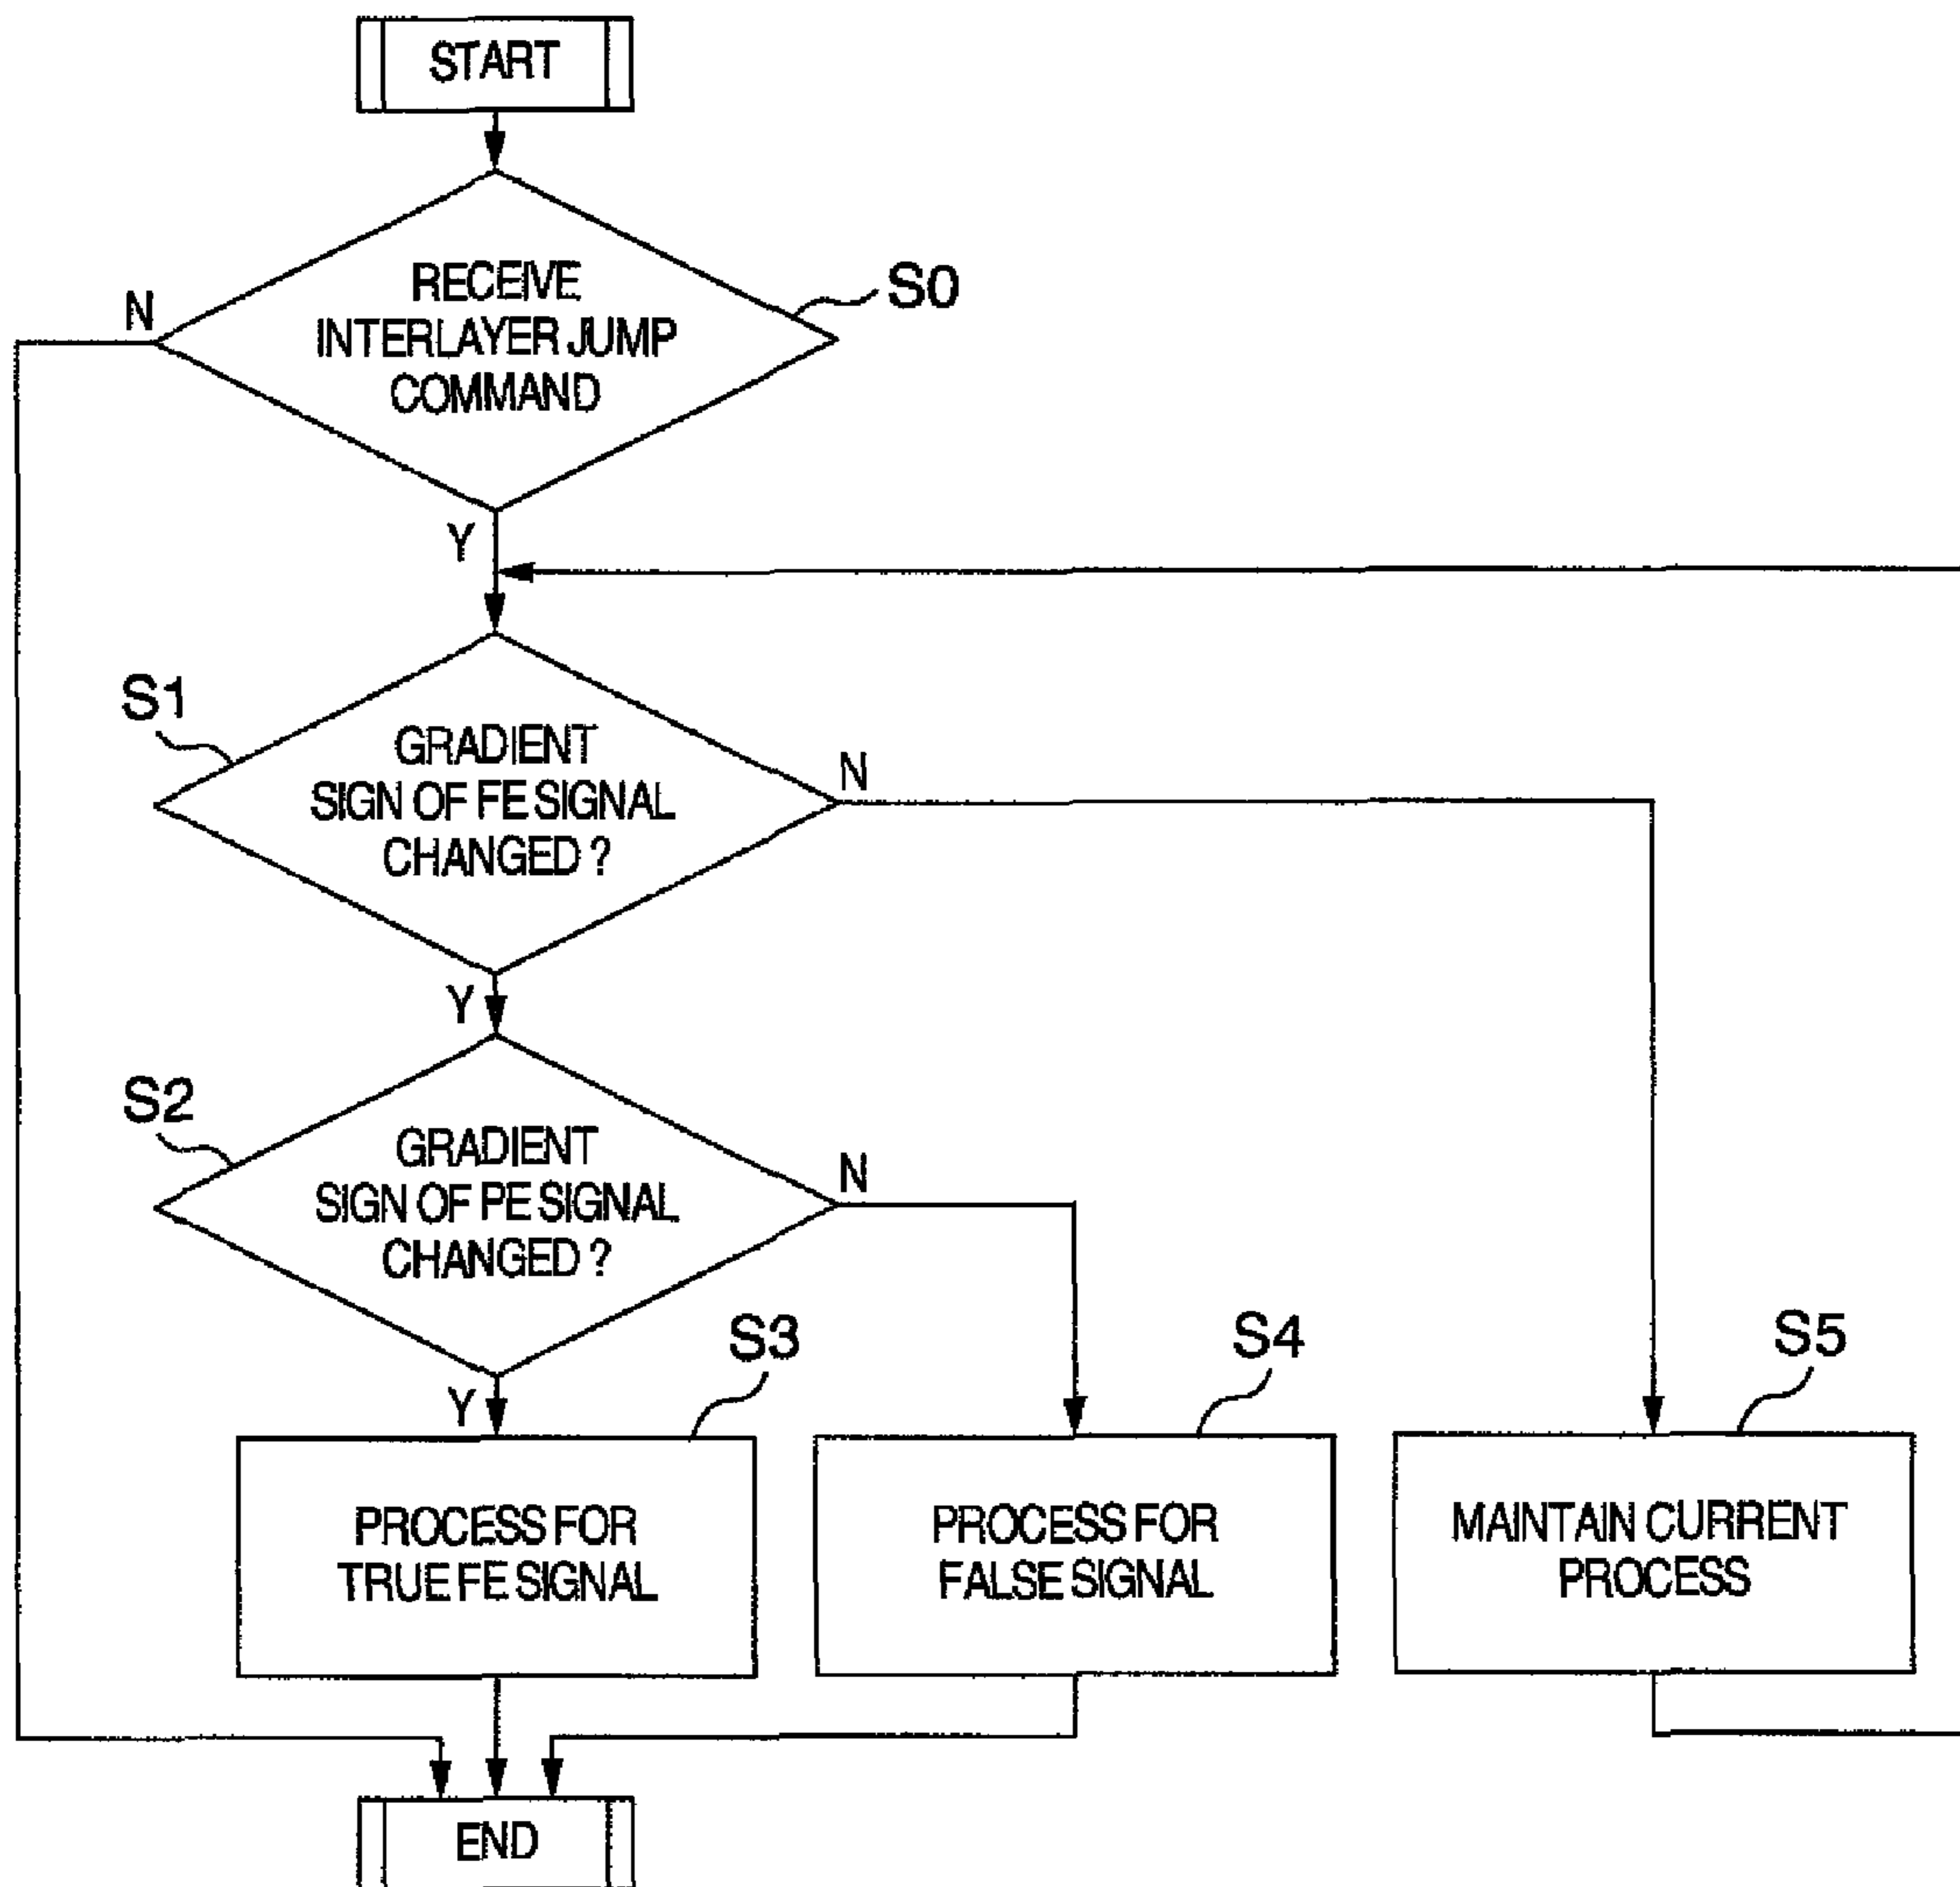 START
RECEIVE
INTERLAYER JUMP
COMMAND
S0
N
Y
S1
GRADIENT
SIGN OF FE SIGNAL
CHANGED ?
N
Y
S2
GRADIENT
SIGN OF PE SIGNAL
CHANGED ?
N
Y
S3
PROCESS FOR
TRUE FE SIGNAL
S4
PROCESS FOR
FALSE SIGNAL
S5
MAINTAIN CURRENT
PROCESS
END